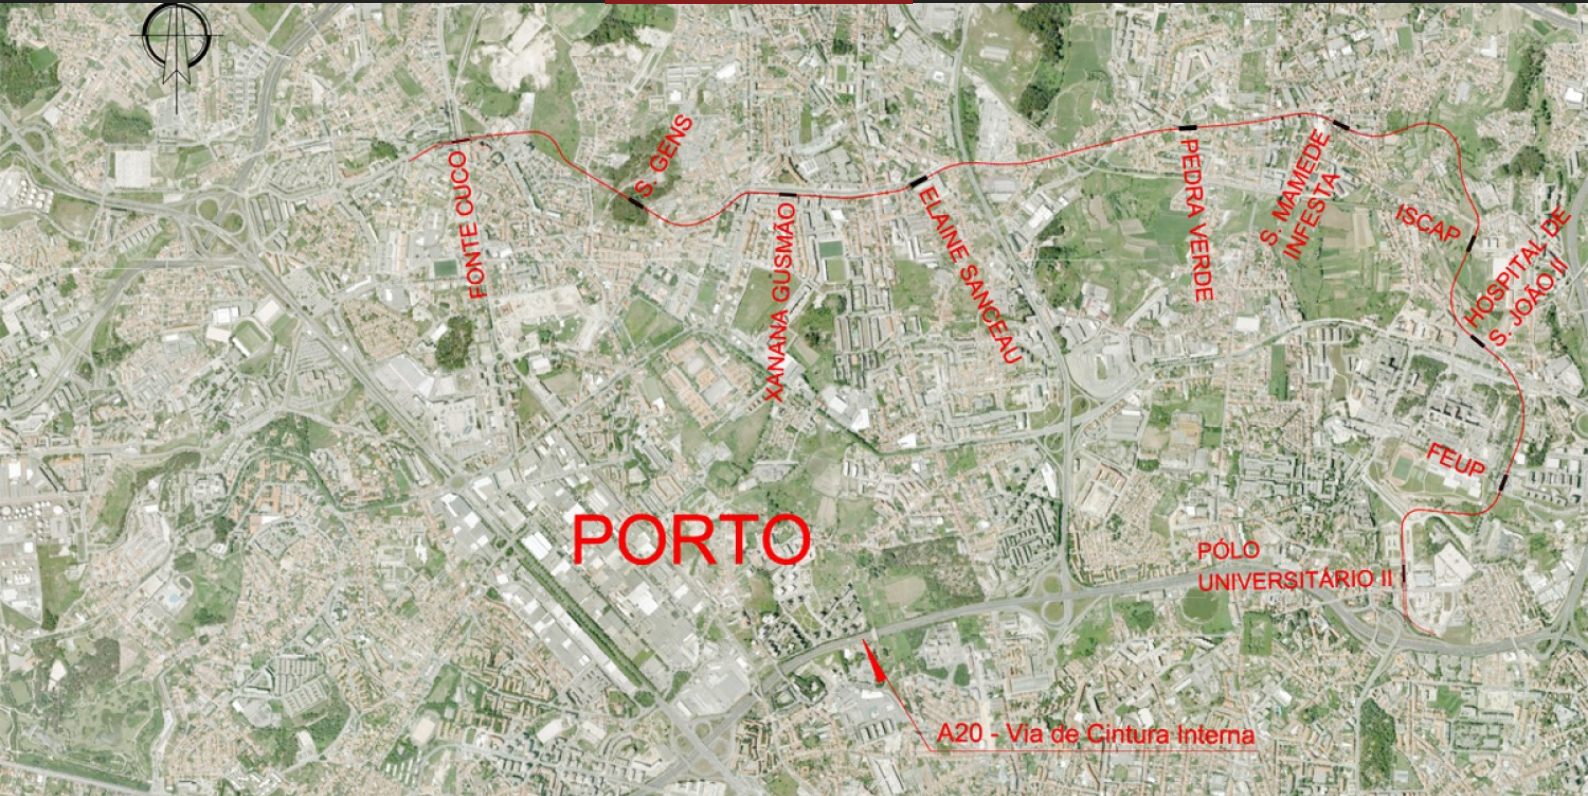 S. GENS
FONTE CUCO
XANANA GUSMÃO
ELAINE SANCEAU
PEDRA VERDE
S. MAMEDE
INFESTA
ISCAP
HOSPITAL DE
S. JOÃO II
FEUP
PORTO
PÓLO
UNIVERSITÁRIO II
A20 - Via de Cintura Interna